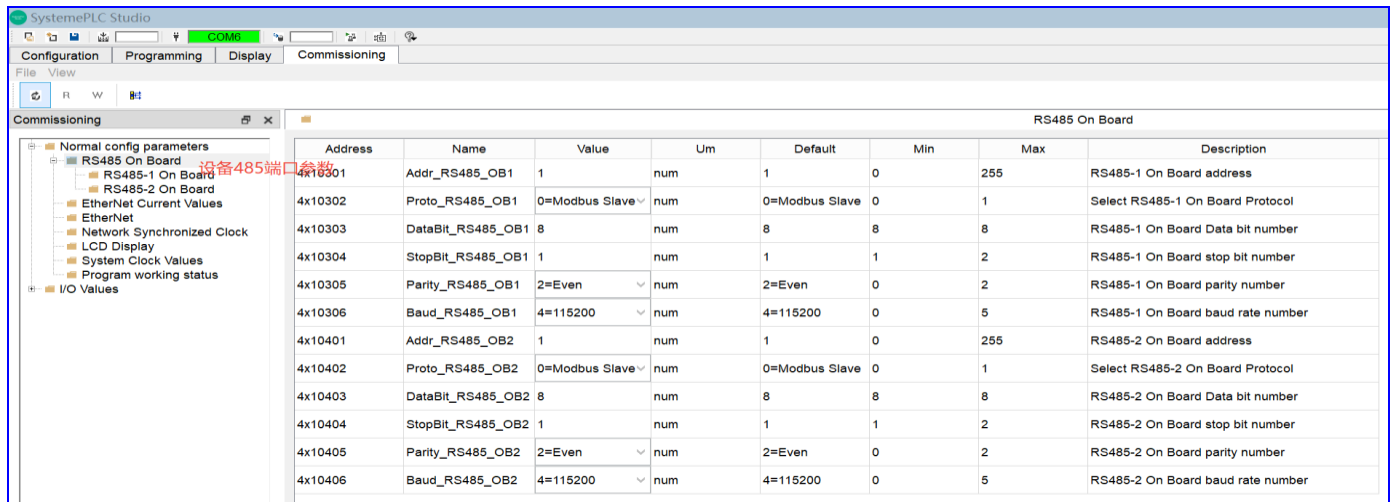 SystemePLC Studio
COM6
Configuration Programming Display Commissioning
File View
R W
Commissioning
RS485 On Board
Normal config parameters
RS485 On Board
设备485端口参数
RS485-1 On Board
RS485-2 On Board
EtherNet Current Values
EtherNet
Network Synchronized Clock
LCD Display
System Clock Values
Program working status
I/O Values
Address Name Value Um Default Min Max Description
4x10301 Addr_RS485_OB1 1 num 1 0 255 RS485-1 On Board address
4x10302 Proto_RS485_OB1 0=Modbus Slave num 0=Modbus Slave 0 1 Select RS485-1 On Board Protocol
4x10303 DataBit_RS485_OB1 8 num 8 8 8 RS485-1 On Board Data bit number
4x10304 StopBit_RS485_OB1 1 num 1 1 2 RS485-1 On Board stop bit number
4x10305 Parity_RS485_OB1 2=Even num 2=Even 0 2 RS485-1 On Board parity number
4x10306 Baud_RS485_OB1 4=115200 num 4=115200 0 5 RS485-1 On Board baud rate number
4x10401 Addr_RS485_OB2 1 num 1 0 255 RS485-2 On Board address
4x10402 Proto_RS485_OB2 0=Modbus Slave num 0=Modbus Slave 0 1 Select RS485-2 On Board Protocol
4x10403 DataBit_RS485_OB2 8 num 8 8 8 RS485-2 On Board Data bit number
4x10404 StopBit_RS485_OB2 1 num 1 1 2 RS485-2 On Board stop bit number
4x10405 Parity_RS485_OB2 2=Even num 2=Even 0 2 RS485-2 On Board parity number
4x10406 Baud_RS485_OB2 4=115200 num 4=115200 0 5 RS485-2 On Board baud rate number